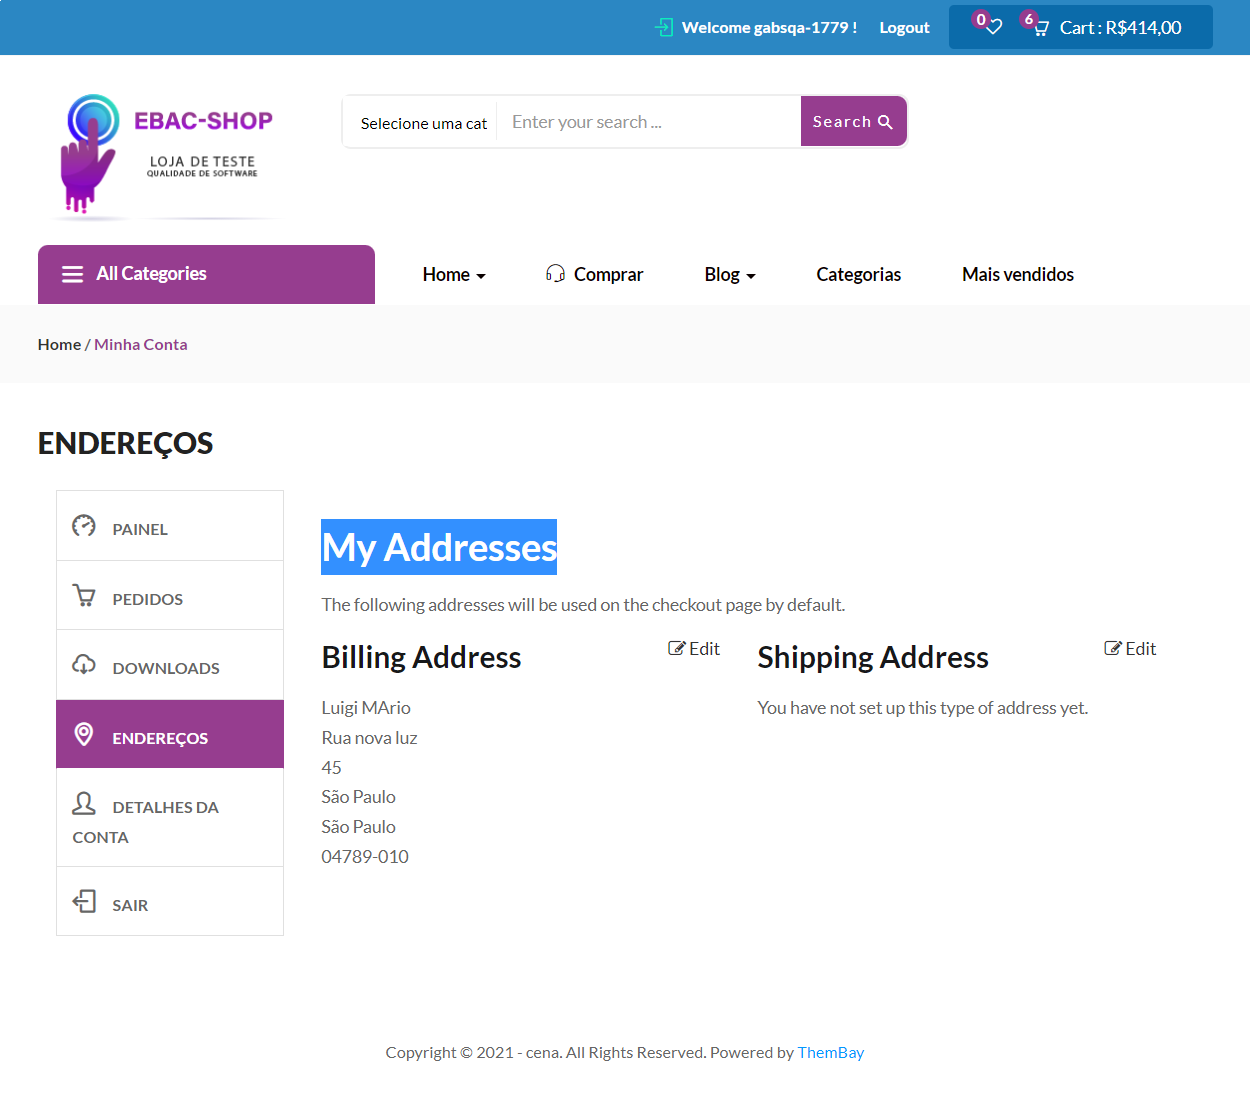 Welcome gabsqa-1779 ! Logout 0 6 Cart : R$414,00
EBAC-SHOP
LOJA DE TESTE
QUALIDADE DE SOFTWARE
Selecione uma cat Enter your search ... Search
All Categories Home Comprar Blog Categorias Mais vendidos
Home / Minha Conta
ENDEREÇOS
PAINEL
PEDIDOS
DOWNLOADS
ENDEREÇOS
DETALHES DA
CONTA
SAIR
My Addresses
The following addresses will be used on the checkout page by default.
Billing Address Edit
Luigi MArio
Rua nova luz
45
São Paulo
São Paulo
04789-010
Shipping Address Edit
You have not set up this type of address yet.
Copyright © 2021 - cena. All Rights Reserved. Powered by ThemBay